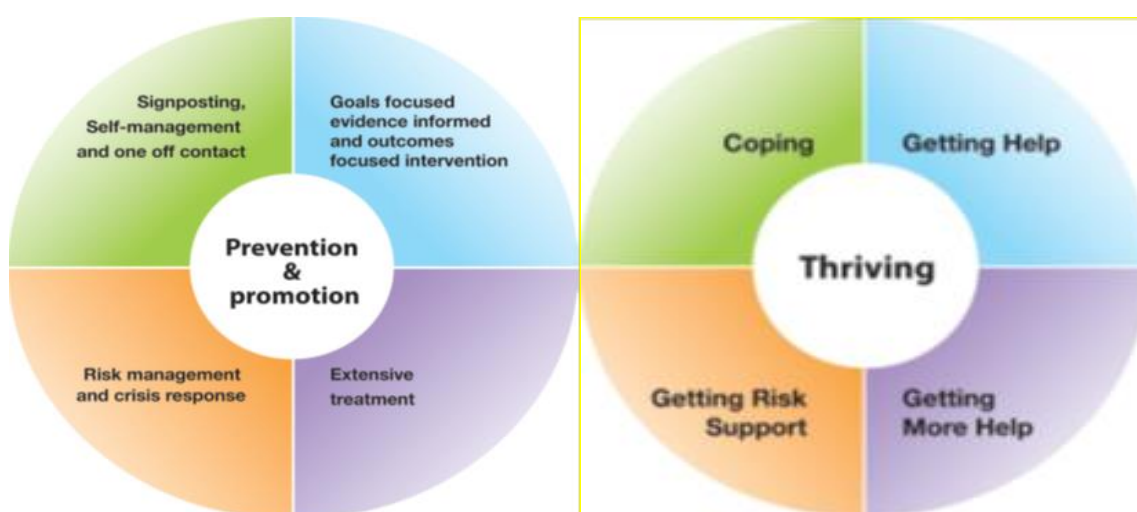 Signposting,
Self-management
and one off contact
Goals focused
evidence informed
and outcomes
focused intervention
Prevention
&
promotion
Risk management
and crisis response
Extensive
treatment
Coping
Getting Help
Thriving
Getting Risk
Support
Getting
More Help